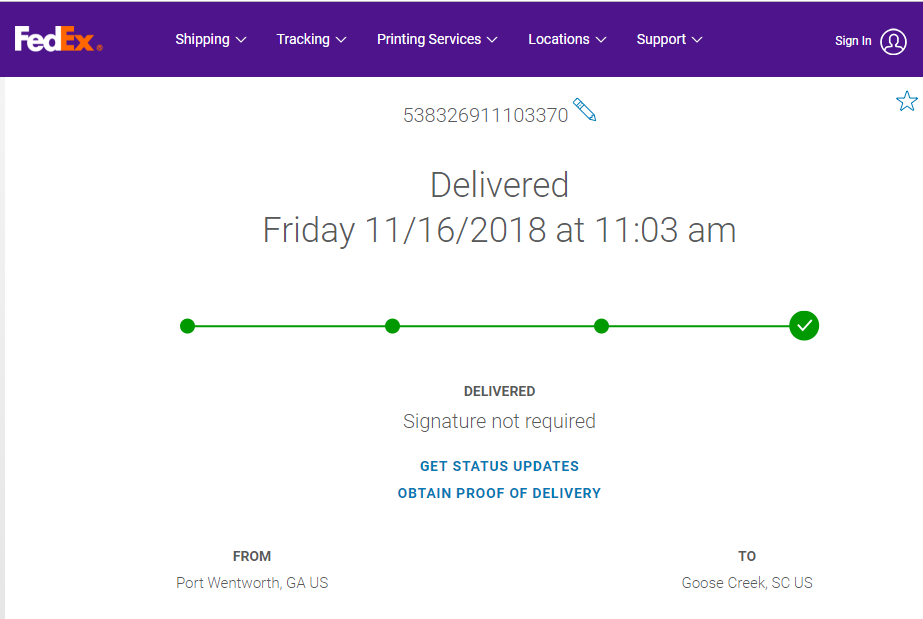 FedEx® Shipping Tracking Printing Services Locations Support Sign In
538326911103370
Delivered
Friday 11/16/2018 at 11:03 am
DELIVERED
Signature not required
GET STATUS UPDATES
OBTAIN PROOF OF DELIVERY
FROM TO
Port Wentworth, GA US Goose Creek, SC US